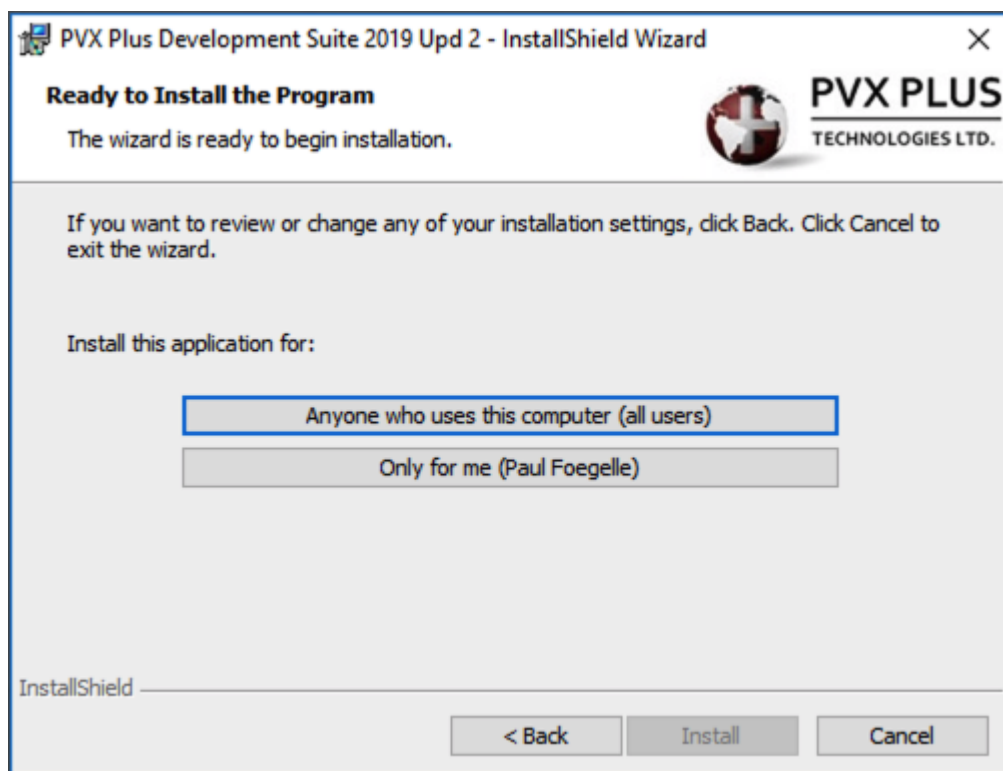 PVX Plus Development Suite 2019 Upd 2 - InstallShield Wizard
Ready to Install the Program
The wizard is ready to begin installation.
PVX PLUS
TECHNOLOGIES LTD.
If you want to review or change any of your installation settings, click Back. Click Cancel to
exit the wizard.
Install this application for:
Anyone who uses this computer (all users)
Only for me (Paul Foegelle)
InstallShield
< Back
Install
Cancel